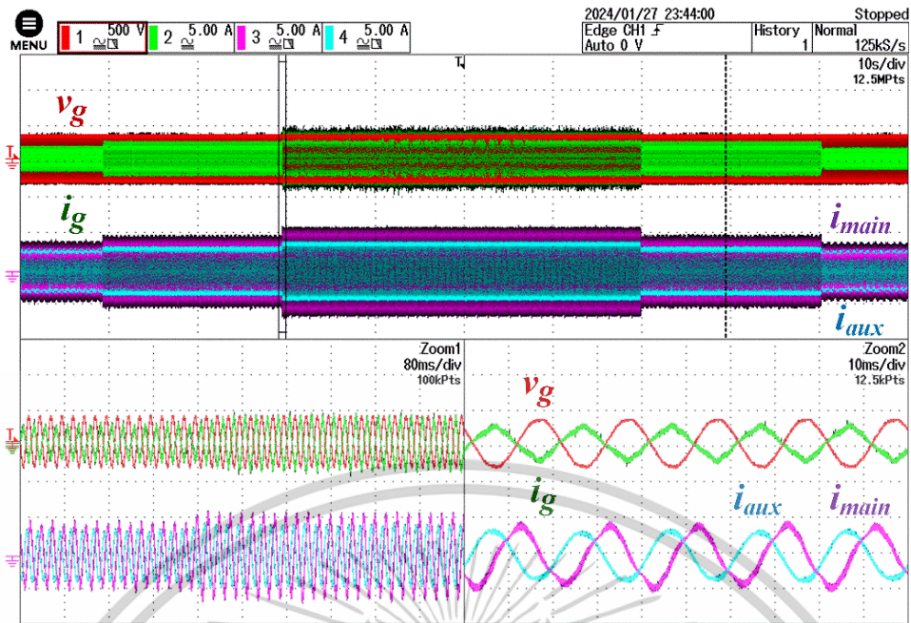 2024/01/27 23:44:00 Stopped
MENU
1 500 V 2 5.00 A 3 5.00 A 4 5.00 A
Edge CH1 History Normal
Auto 0 V 1 125kS/s
T 10s/div
12.5MPts
vg
T
ig imain
iaux
Zoom1 Zoom2
80ms/div 10ms/div
100kPts 12.5kPts
vg
T
ig iaux imain